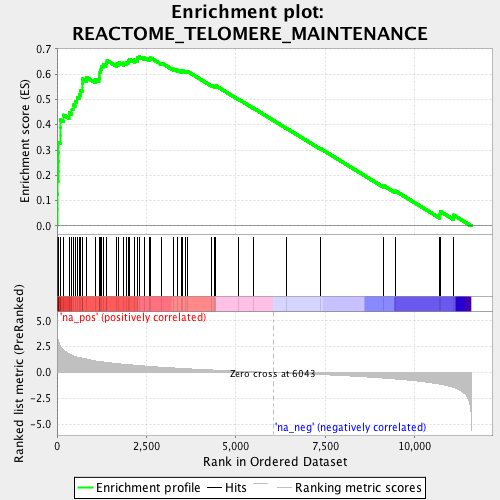 Enrichment plot:
REACTOME_TELOMERE_MAINTENANCE
Enrichment score (ES)
0.7
0.6
0.5
0.4
0.3
0.2
0.1
0.0
Ranked list metric (PreRanked)
5.0
2.5
0.0
-2.5
-5.0
'na_pos' (positively correlated)
Zero cross at 6043
'na_neg' (negatively correlated)
0
2,500
5,000
7,500
10,000
Rank in Ordered Dataset
Enrichment profile
Hits
Ranking metric scores